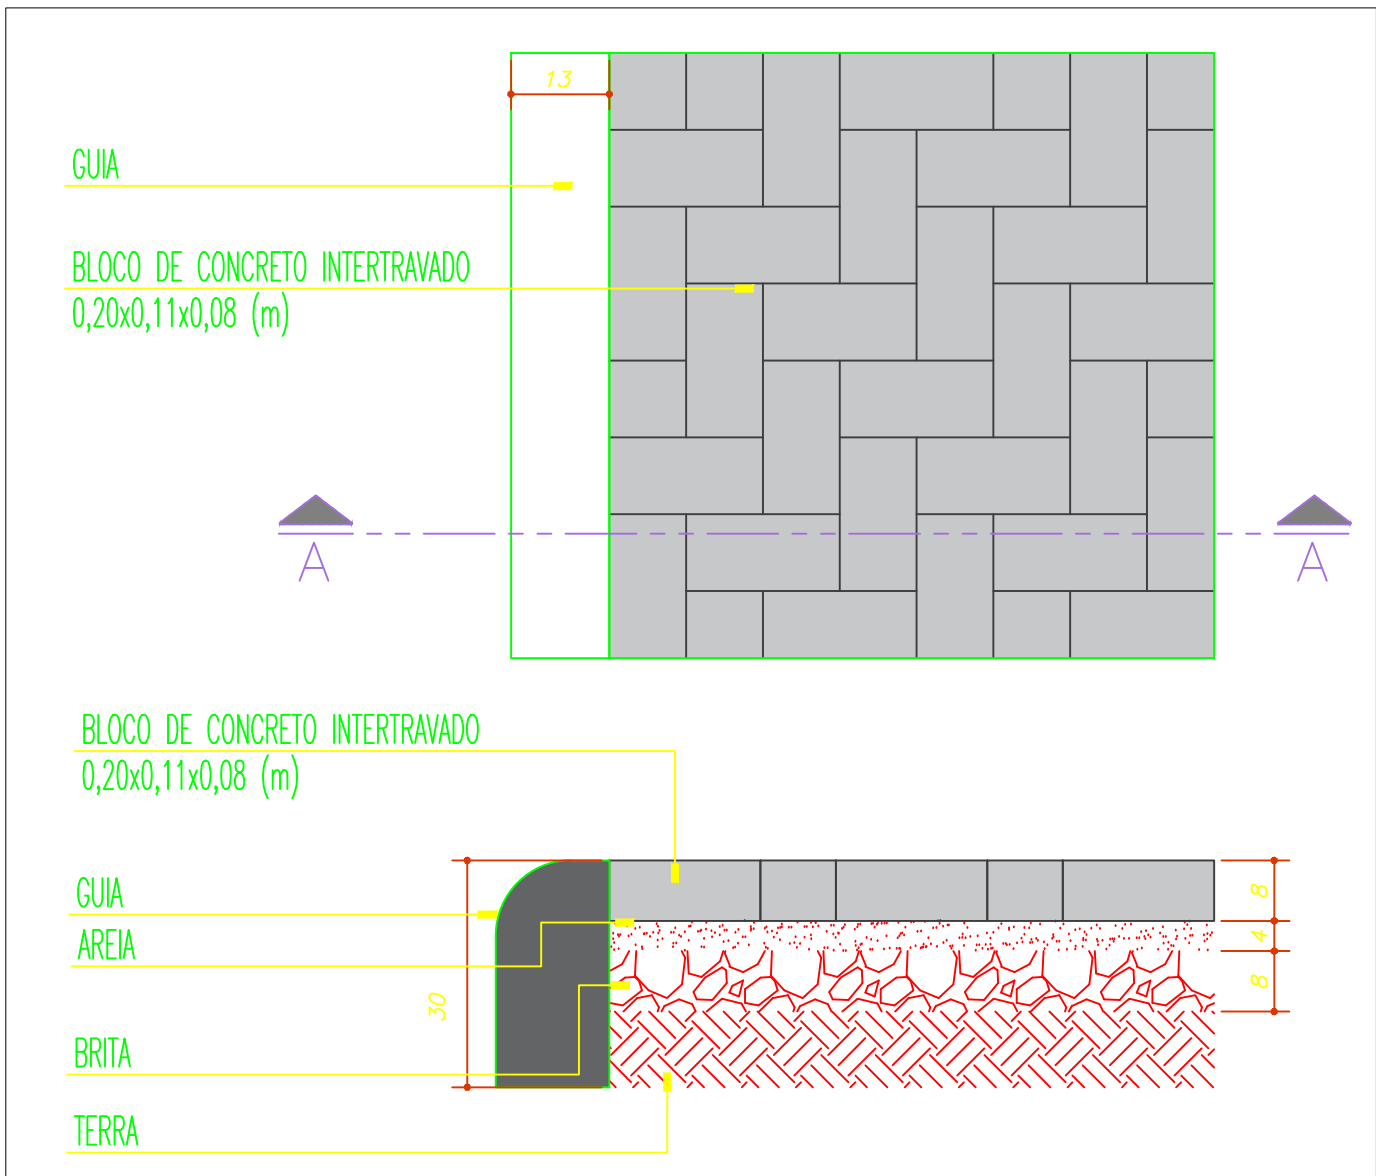 13
GUIA
BLOCO DE CONCRETO INTERTRAVADO
0,20x0,11x0,08 (m)
A
A
BLOCO DE CONCRETO INTERTRAVADO
0,20x0,11x0,08 (m)
GUIA
AREIA
BRITA
TERRA
30
8
4
8